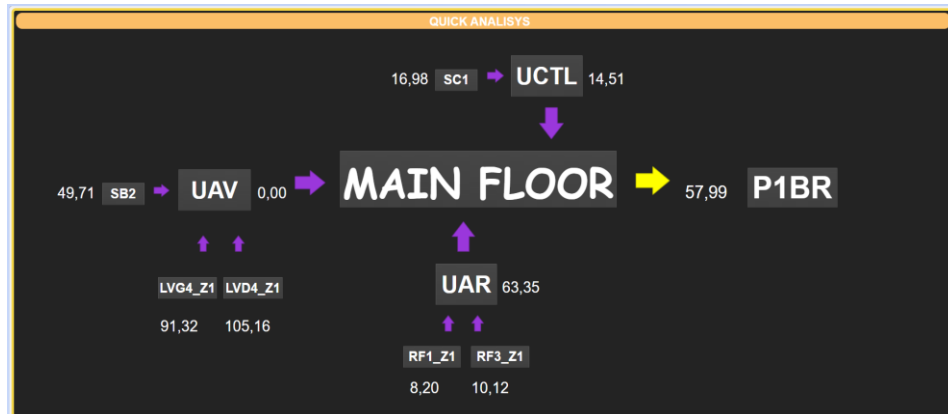 QUICK ANALISYS
16,98 SC1 UCTL 14,51
49,71 SB2 UAV 0,00 MAIN FLOOR 57,99 P1BR
LVG4_Z1 LVD4_Z1
91,32 105,16
UAR 63,35
RF1_Z1 RF3_Z1
8,20 10,12